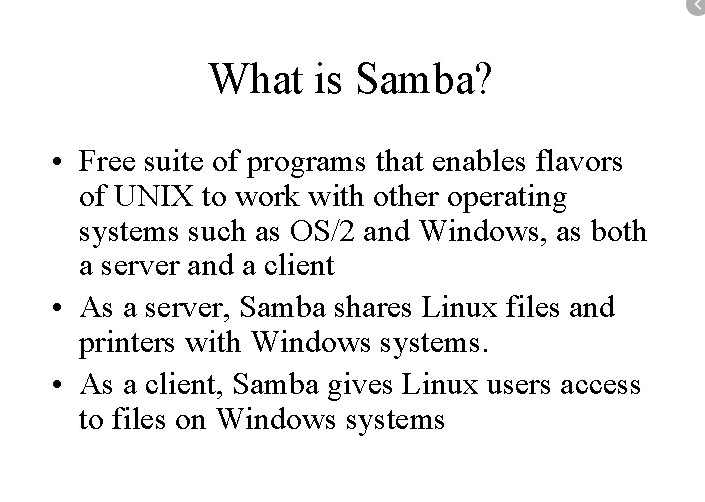 What is Samba?
• Free suite of programs that enables flavors
of UNIX to work with other operating
systems such as OS/2 and Windows, as both
a server and a client
• As a server, Samba shares Linux files and
printers with Windows systems.
• As a client, Samba gives Linux users access
to files on Windows systems